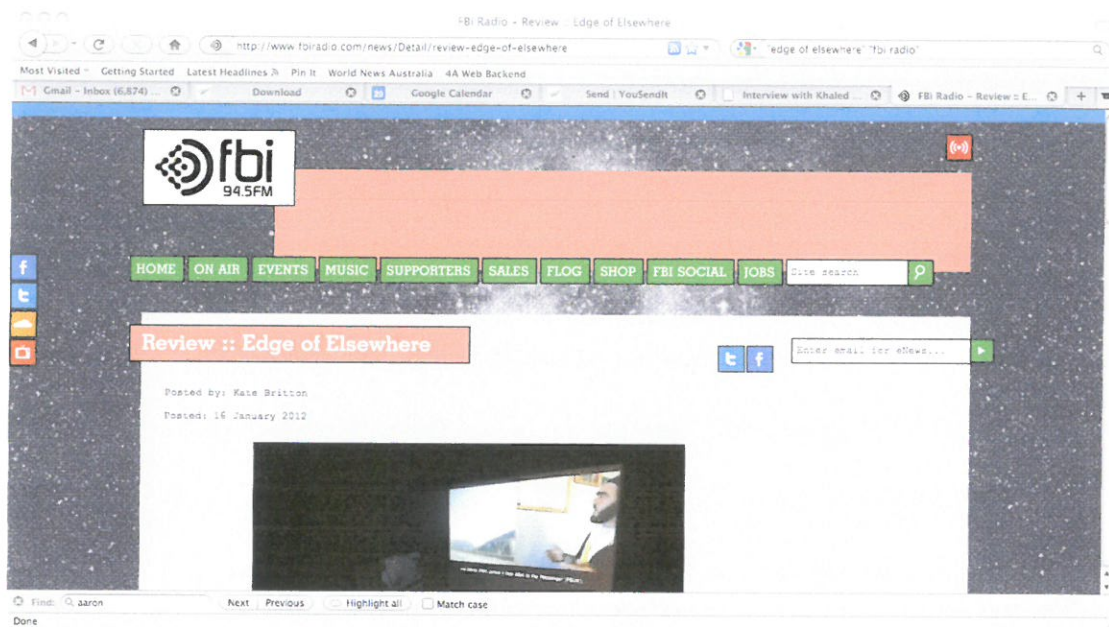 FBi Radio - Review :: Edge of Elsewhere
http://www.fbiradio.com/news/Detail/review-edge-of-elsewhere
"edge of elsewhere" "fbi radio"
Most Visited Getting Started Latest Headlines Pin It World News Australia 4A Web Backend
Gmail - Inbox (6,874) ... Download Google Calendar Send | YouSendIt Interview with Khaled ... FBi Radio - Review :: E...
fbi
94.5FM
HOME ON AIR EVENTS MUSIC SUPPORTERS SALES FLOG SHOP FBI SOCIAL JOBS Site search
Review :: Edge of Elsewhere
Enter email for eNews...
Posted by: Kate Britton
Posted: 16 January 2012
Find: aaron Next Previous Highlight all Match case
Done